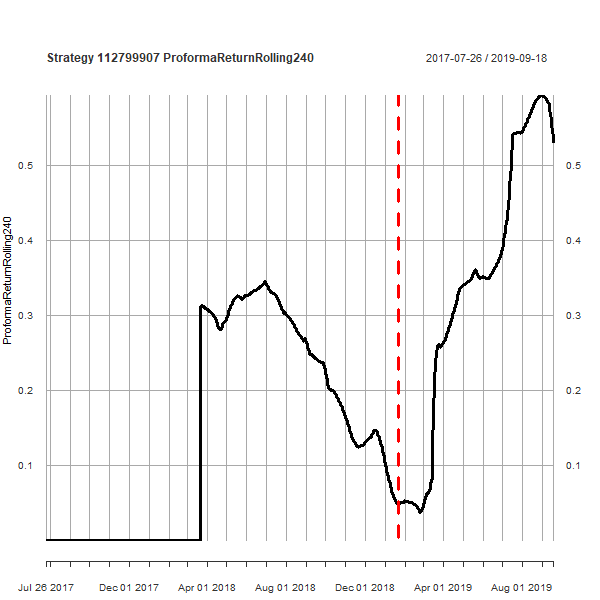 Strategy 112799907 ProformaReturnRolling240
2017-07-26 / 2019-09-18
ProformaReturnRolling240
0.5
0.4
0.3
0.2
0.1
0.5
0.4
0.3
0.2
0.1
Jul 26 2017
Dec 01 2017
Apr 01 2018
Aug 01 2018
Dec 01 2018
Apr 01 2019
Aug 01 2019